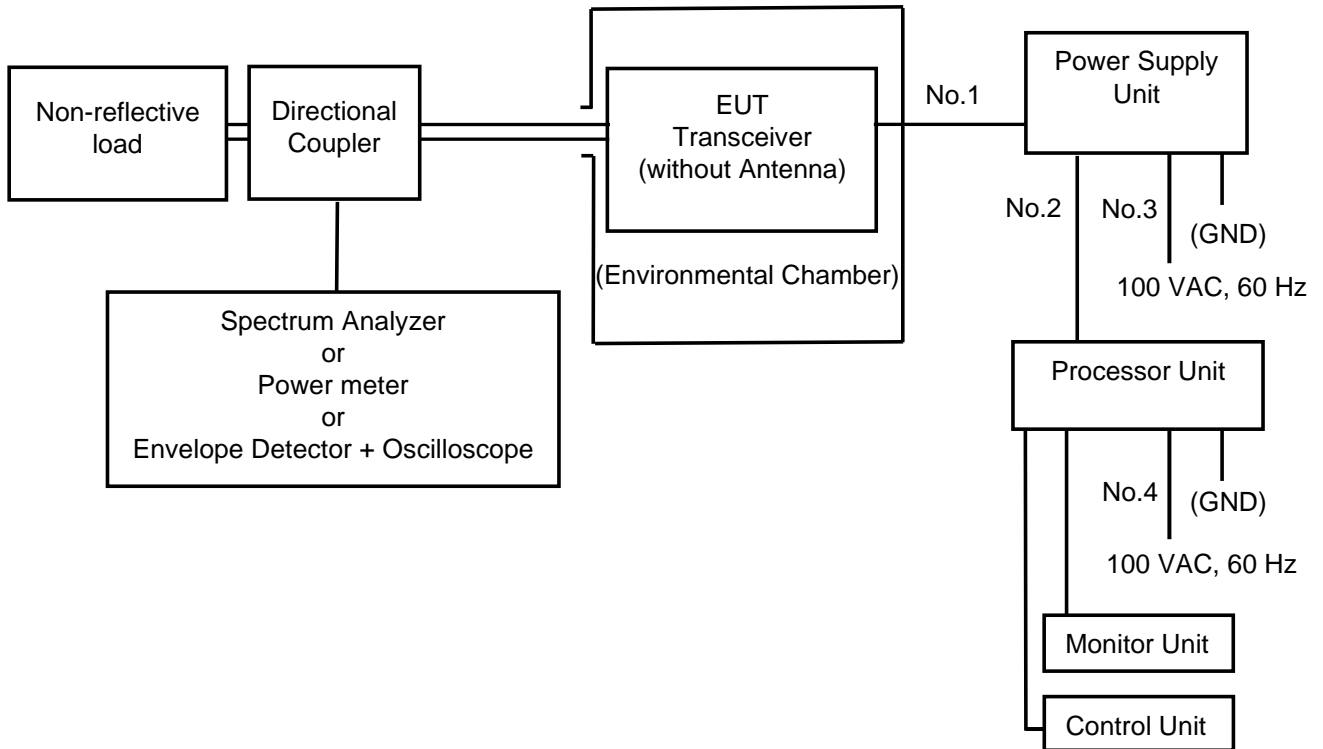 Non-reflective
load
Directional
Coupler
EUT
Transceiver
(without Antenna)
(Environmental Chamber)
No.1
Power Supply
Unit
No.2
No.3
(GND)
100 VAC, 60 Hz
Spectrum Analyzer
or
Power meter
or
Envelope Detector + Oscilloscope
Processor Unit
No.4
(GND)
100 VAC, 60 Hz
Monitor Unit
Control Unit